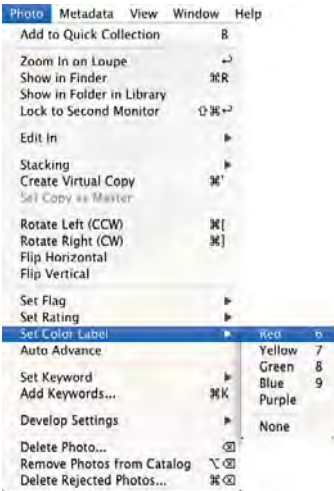 Photo Metadata View Window Help
Add to Quick Collection B
Zoom In on Loupe ↩
Show in Finder ⌘R
Show in Folder in Library
Lock to Second Monitor ⇧⌘↩
Edit In ▶
Stacking ▶
Create Virtual Copy ⌘'
Set Copy as Master
Rotate Left (CCW) ⌘[
Rotate Right (CW) ⌘]
Flip Horizontal
Flip Vertical
Set Flag ▶
Set Rating ▶
Set Color Label ▶ Red 6
Auto Advance Yellow 7
Green 8
Set Keyword ▶ Blue 9
Add Keywords... ⌘K Purple
Develop Settings ▶ None
Delete Photo... ⌫
Remove Photos from Catalog ⌥⌫
Delete Rejected Photos... ⌘⌫